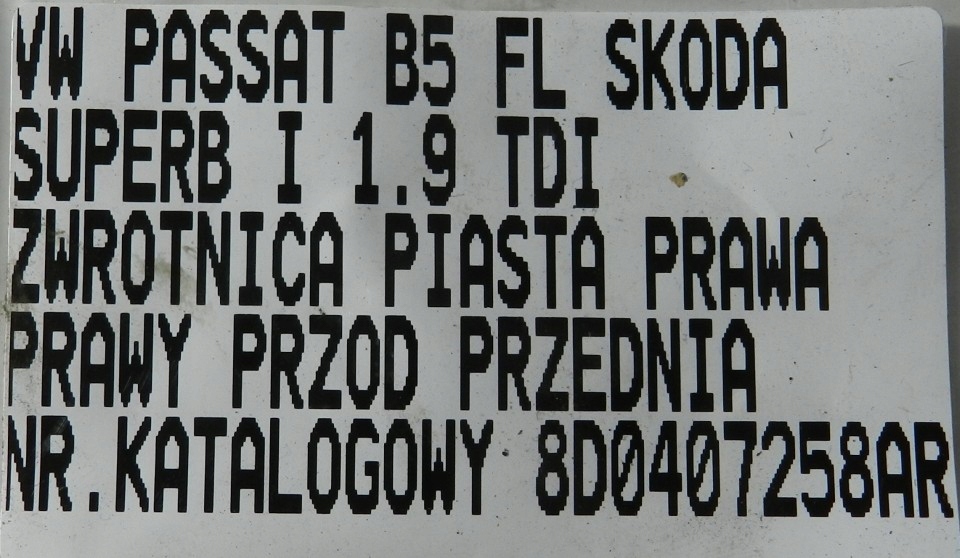 VW PASSAT B5 FL SKODA
SUPERB I 1.9 TDI
ZWROTNICA PIASTA PRAWA
PRAWY PRZOD PRZEDNIA
NR.KATALOGOWY 8D0407258AR